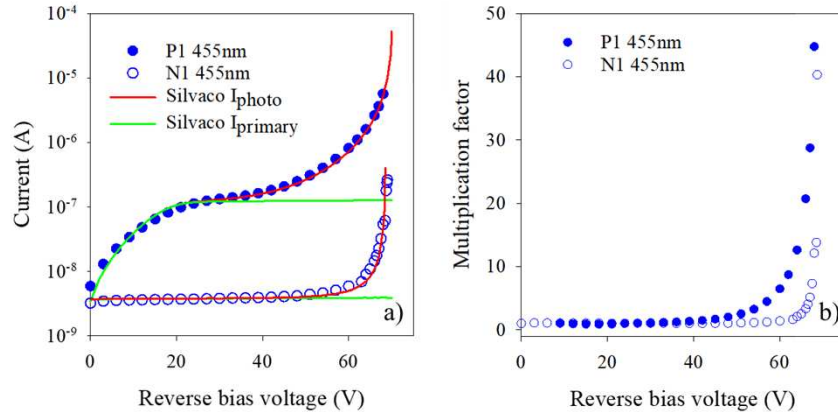 P1 455nm
N1 455nm
Silvaco Iphoto
Silvaco Iprimary
10-4
10-5
10-6
10-7
10-8
10-9
Current (A)
0
20
40
60
Reverse bias voltage (V)
a)
P1 455nm
N1 455nm
50
40
30
20
10
0
Multiplication factor
0
20
40
60
Reverse bias voltage (V)
b)